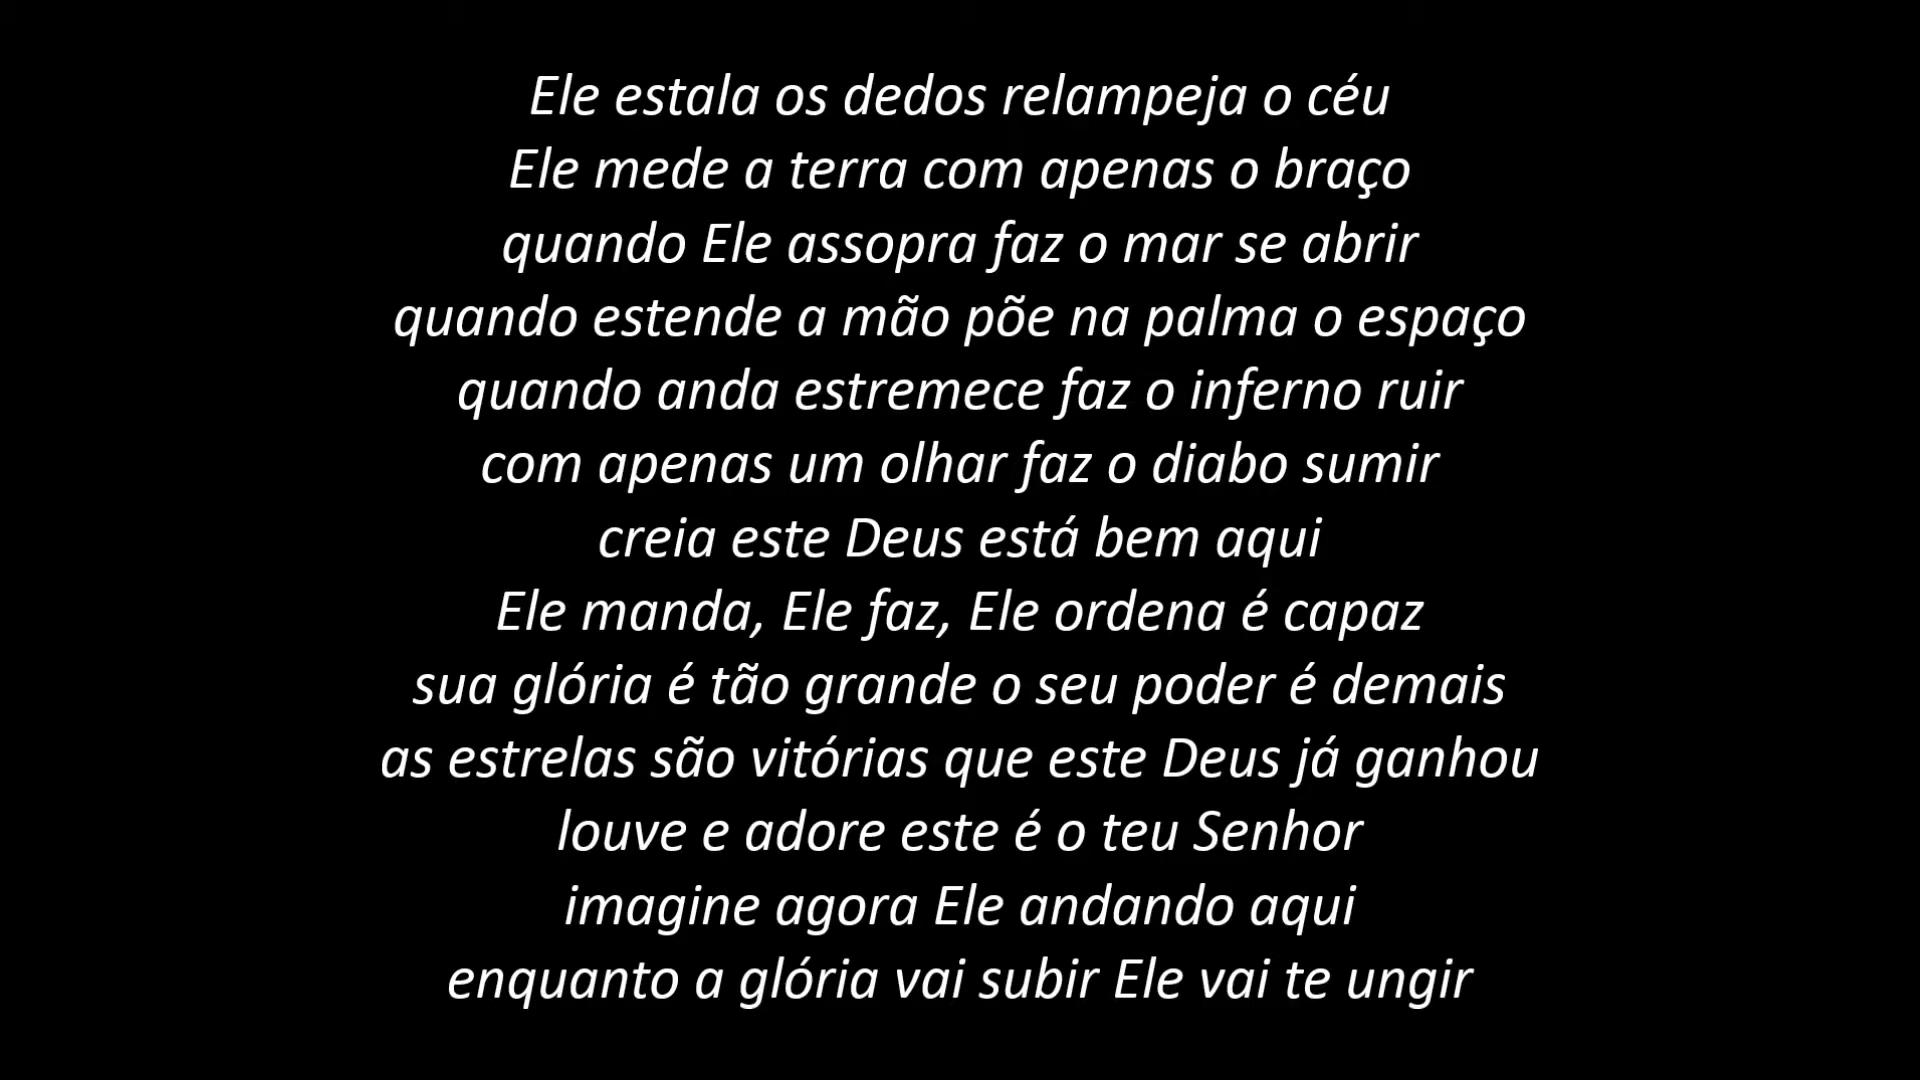 Ele estala os dedos relampeja o céu
Ele mede a terra com apenas o braço
quando Ele assopra faz o mar se abrir
quando estende a mão põe na palma o espaço
quando anda estremece faz o inferno ruir
com apenas um olhar faz o diabo sumir
creia este Deus está bem aqui
Ele manda, Ele faz, Ele ordena é capaz
sua glória é tão grande o seu poder é demais
as estrelas são vitórias que este Deus já ganhou
louve e adore este é o teu Senhor
imagine agora Ele andando aqui
enquanto a glória vai subir Ele vai te ungir